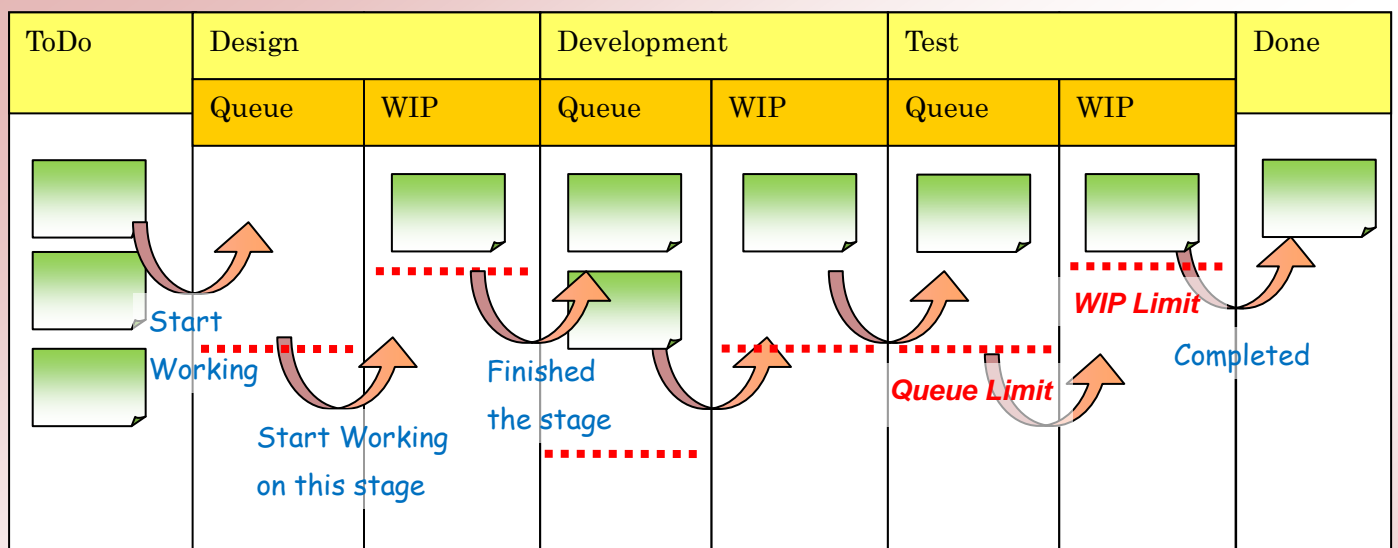 ToDo
Design
Development
Test
Done
Queue
WIP
Queue
WIP
Queue
WIP
Start
Working
Start Working
on this stage
Finished
the stage
WIP Limit
Queue Limit
Completed